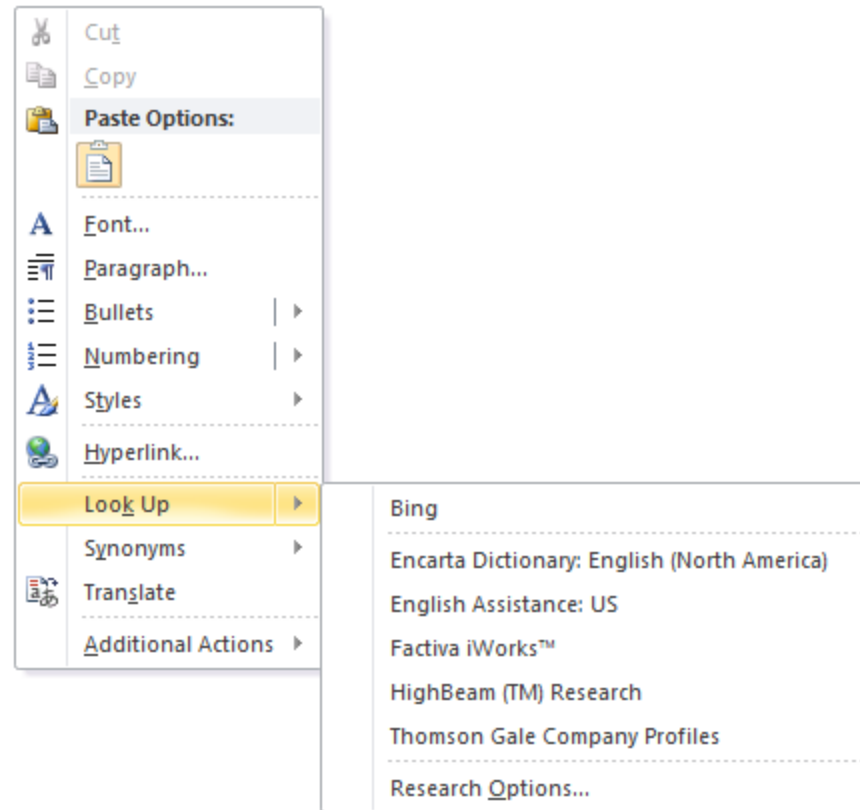 Cut
Copy
Paste Options:
Font...
Paragraph...
Bullets
Numbering
Styles
Hyperlink...
Look Up
Synonyms
Translate
Additional Actions
Bing
Encarta Dictionary: English (North America)
English Assistance: US
Factiva iWorks™
HighBeam (TM) Research
Thomson Gale Company Profiles
Research Options...